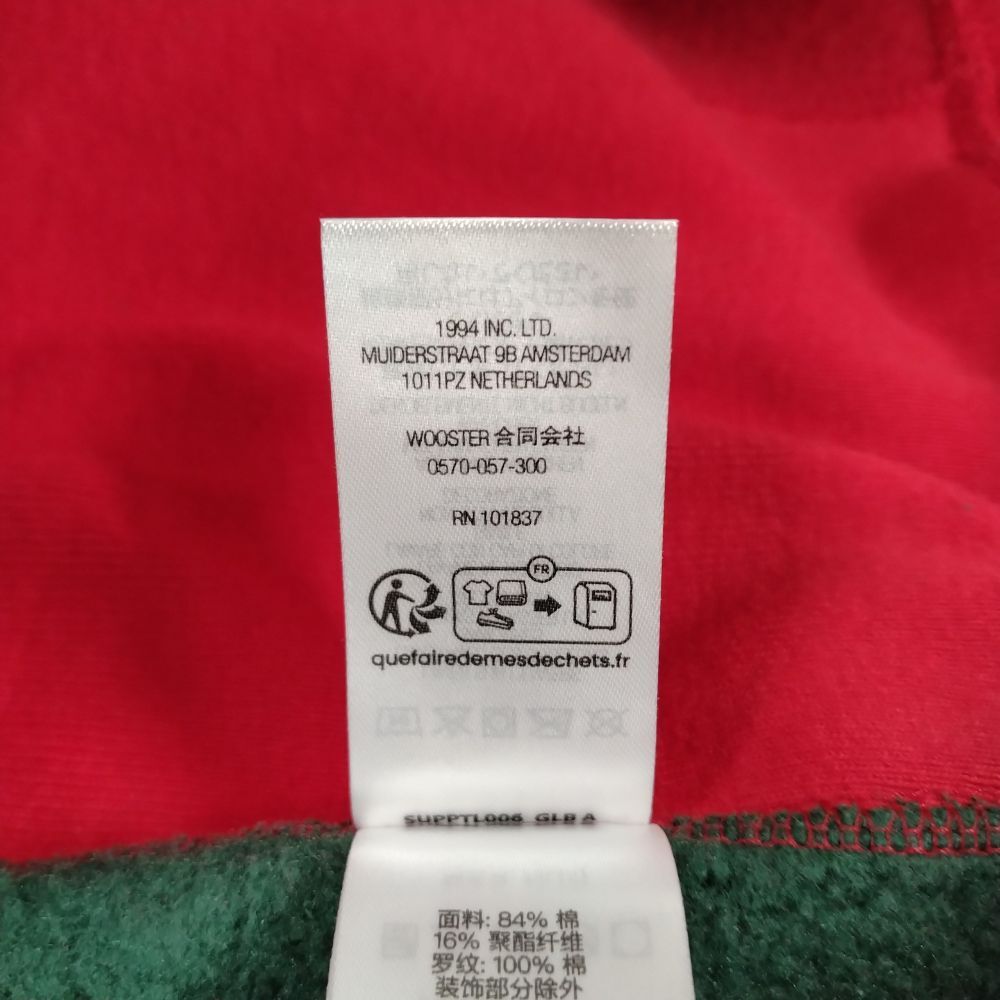 1994 INC. LTD.
MUIDERSTRAAT 9B AMSTERDAM
1011PZ NETHERLANDS
WOOSTER 合同会社
0570-057-300
RN 101837
FR
quefairedemesdechets.fr
SUPPTL006 GLB A
面料: 84% 棉
16% 聚酯纤维
罗纹: 100% 棉
装饰部分除外